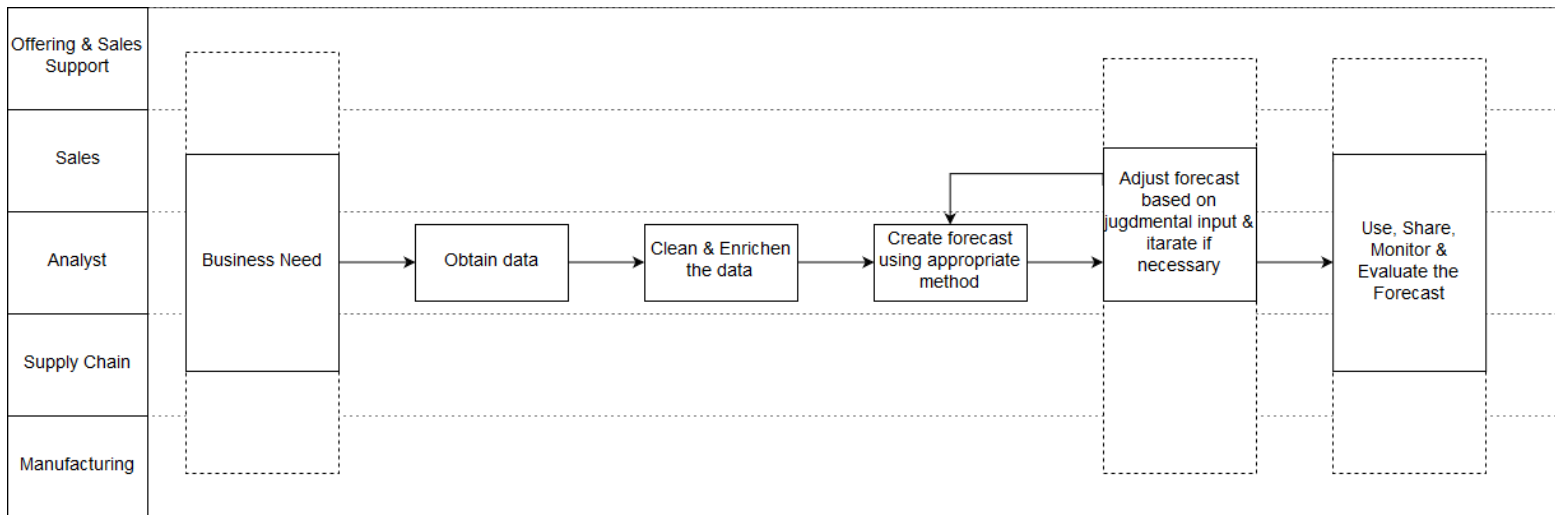 Offering & Sales
Support
Sales
Analyst
Supply Chain
Manufacturing
Business Need
Obtain data
Clean & Enrichen
the data
Create forecast
using appropriate
method
Adjust forecast
based on
jugdmental input &
itarate if
necessary
Use, Share,
Monitor &
Evaluate the
Forecast